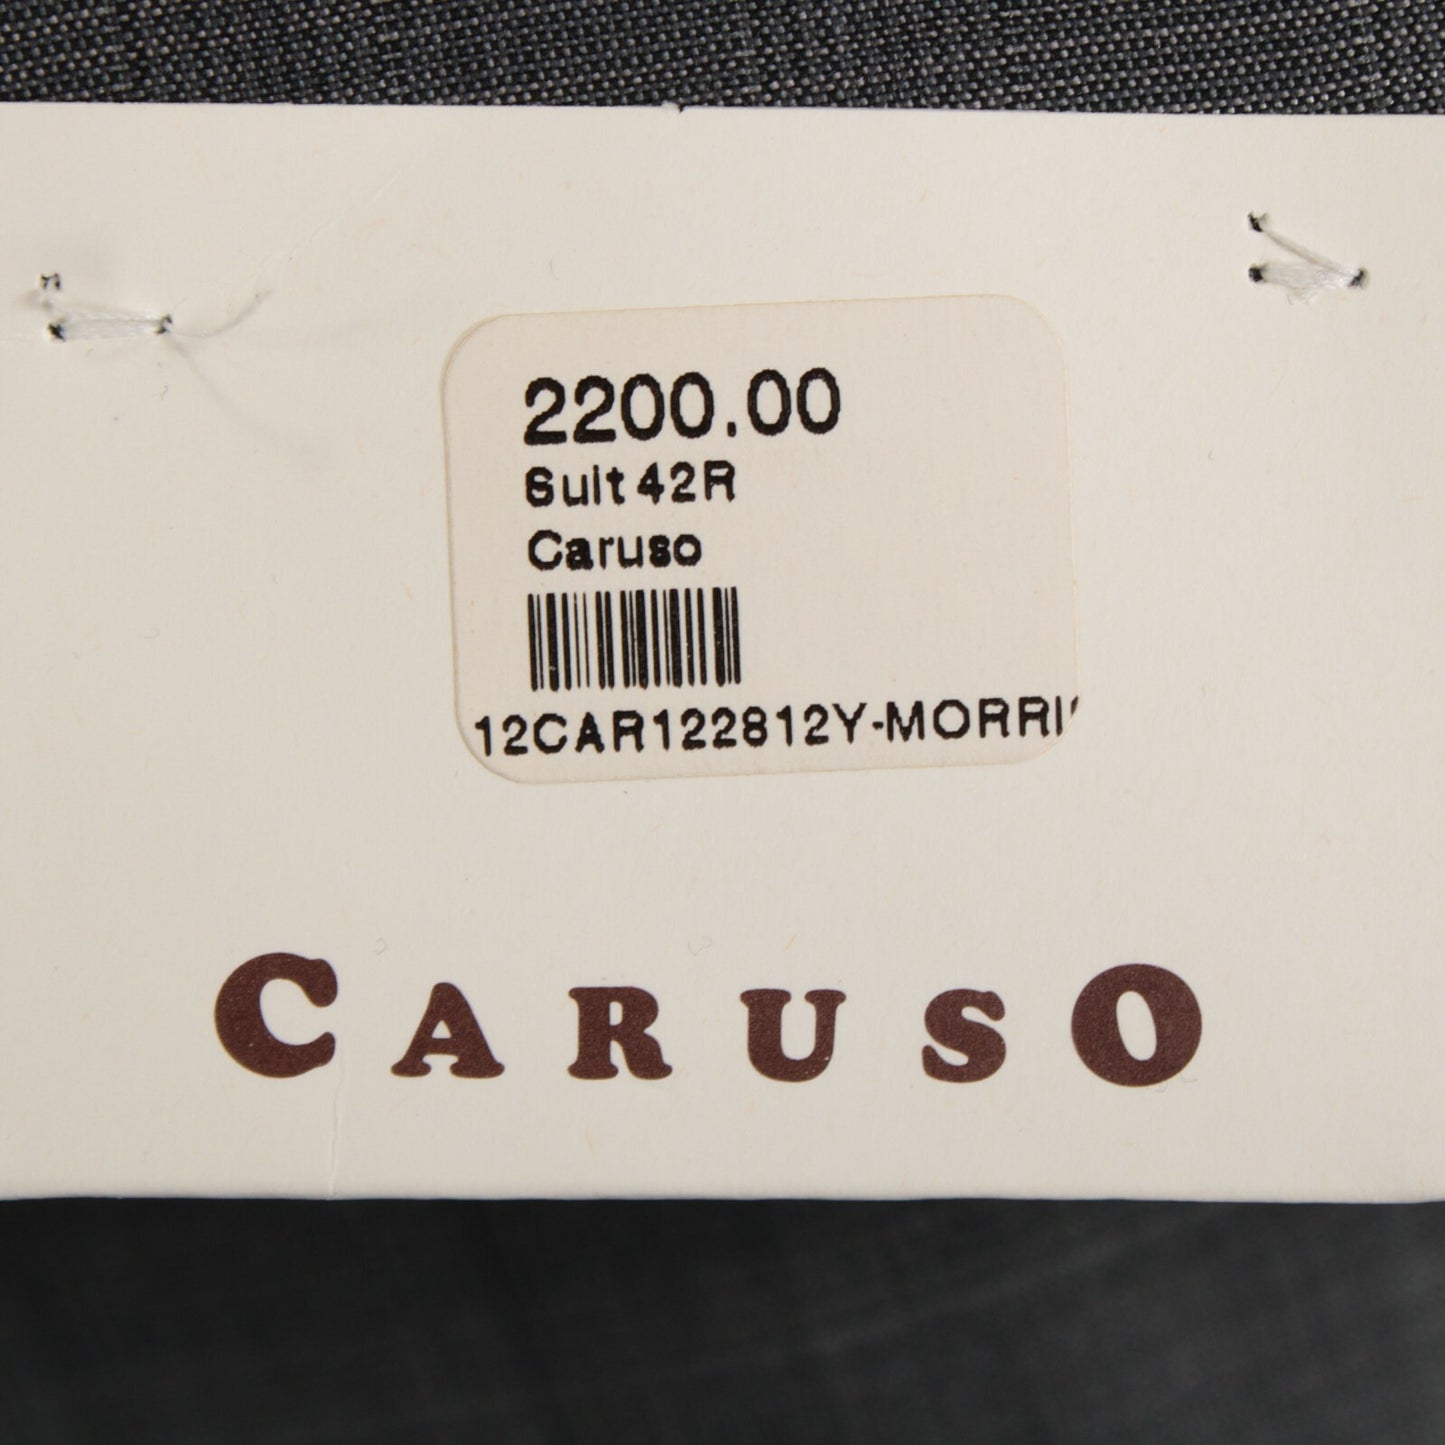 2200.00
Suit 42R
Caruso
12CAR122812Y-MORRI
CARUSO